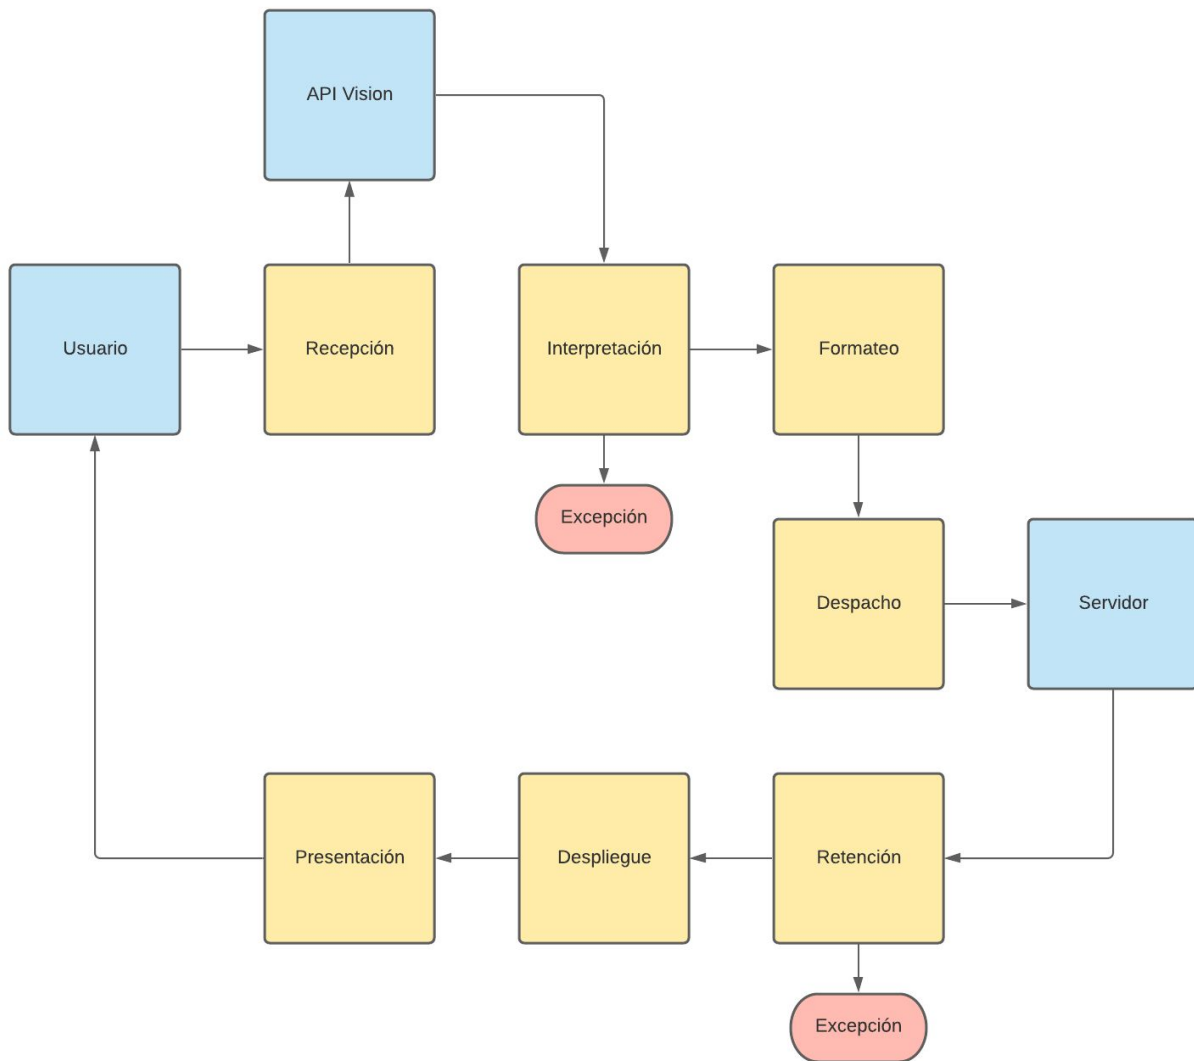 API Vision
Usuario
Recepción
Interpretación
Formateo
Excepción
Despacho
Servidor
Presentación
Despliegue
Retención
Excepción